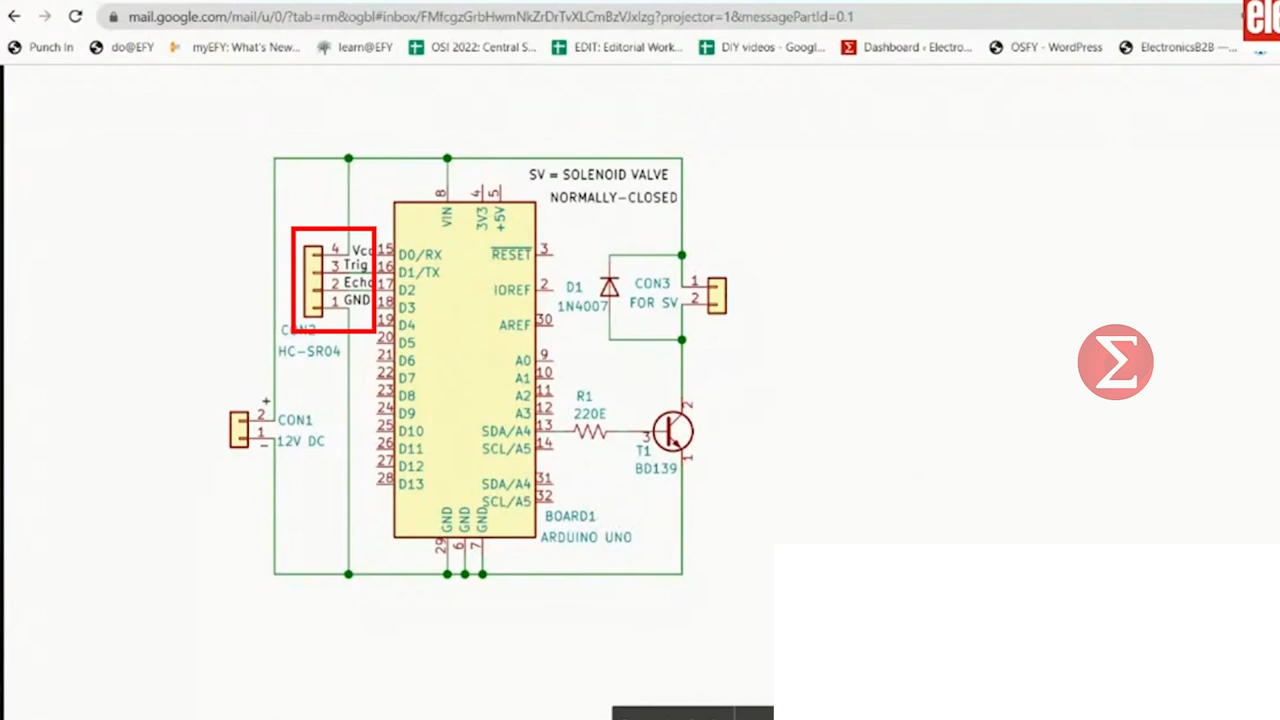 mail.google.com/mail/u/0/?tab=rm&ogbl#inbox/FMfcgzGrbHwmNkZrDrTvXLCmBzVJxlzg?projector=1&messagePartId=0.1
ele
Punch In
do@EFY
myEFY: What's New...
learn@EFY
OSI 2022: Central S...
EDIT: Editorial Work...
DIY videos - Googl...
Dashboard ‹ Electro...
OSFY - WordPress
ElectronicsB2B —...
SV = SOLENOID VALVE
NORMALLY-CLOSED
8 4 5
VIN 3V3 +5V
4 Vcc 15 D0/RX RESET 3
3 Trig 16 D1/TX
2 Echo 17 D2 IOREF 2
1 GND 18 D3
19 D4 AREF 30
20 D5
21 D6 A0 9
22 D7 A1 10
23 D8 A2 11
24 D9 A3 12
25 D10 SDA/A4 13
26 D11 SCL/A5 14
27 D12
28 D13 SDA/A4 31
SCL/A5 32
GND GND GND
29 6 7
CON2
HC-SR04
+
2 CON1
1 12V DC
−
D1
1N4007
CON3 1
FOR SV 2
R1
220E
2
3
T1 1
BD139
BOARD1
ARDUINO UNO
Σ